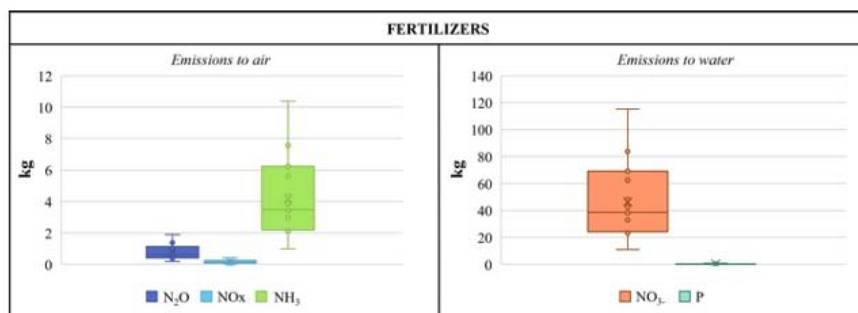 FERTILIZERS
Emissions to air
12
10
8
6
4
2
0
kg
N₂O NOx NH₃
Emissions to water
140
120
100
80
60
40
20
0
kg
NO₃₋ P